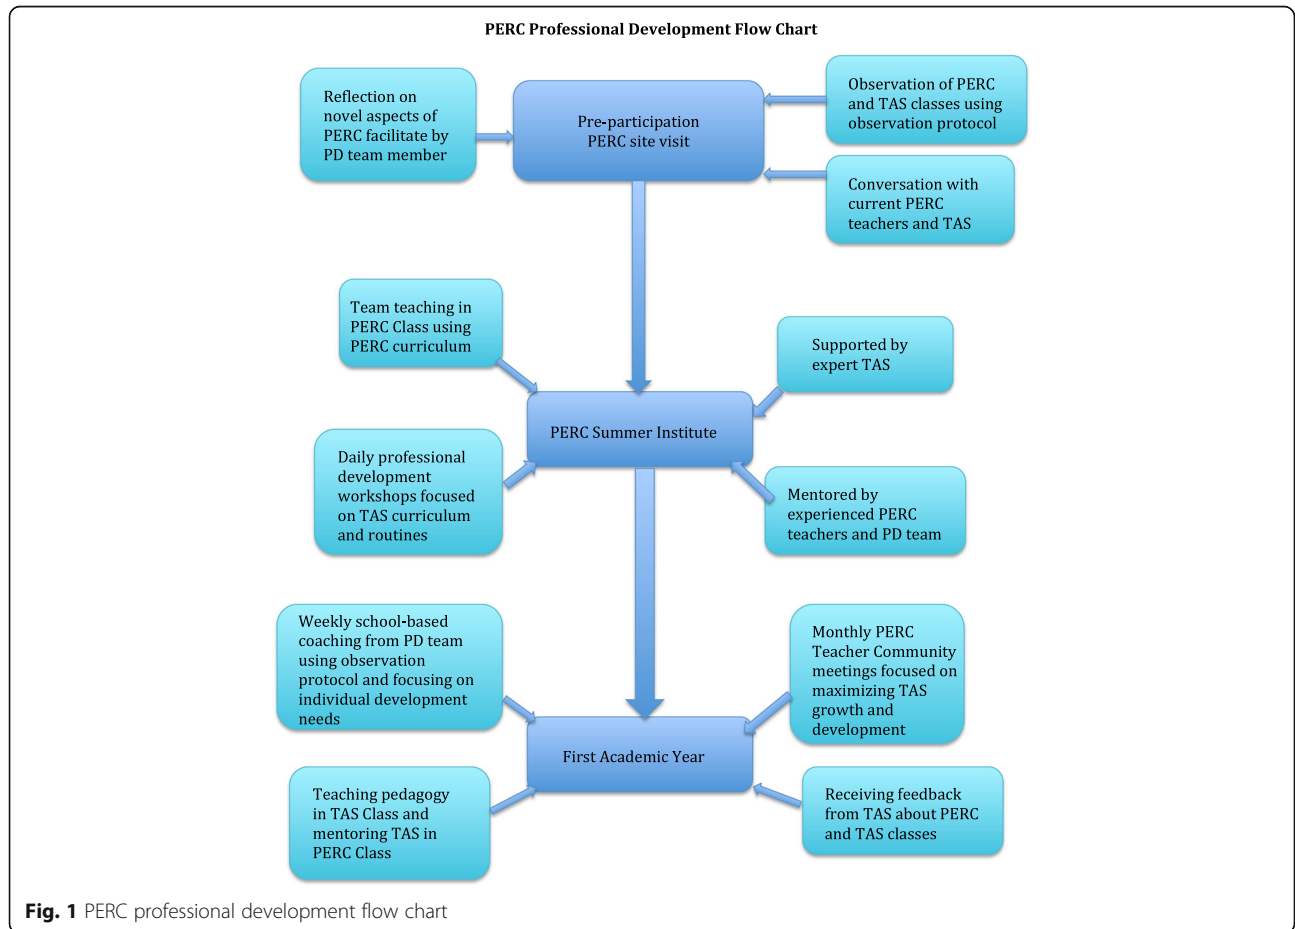 PERC Professional Development Flow Chart
Reflection on
novel aspects of
PERC facilitate by
PD team member
Pre-participation
PERC site visit
Observation of PERC
and TAS classes using
observation protocol
Conversation with
current PERC
teachers and TAS
Team teaching in
PERC Class using
PERC curriculum
Supported by
expert TAS
PERC Summer Institute
Daily professional
development
workshops focused
on TAS curriculum
and routines
Mentored by
experienced PERC
teachers and PD team
Weekly school-based
coaching from PD team
using observation
protocol and focusing on
individual development
needs
Monthly PERC
Teacher Community
meetings focused on
maximizing TAS
growth and
development
First Academic Year
Teaching pedagogy
in TAS Class and
mentoring TAS in
PERC Class
Receiving feedback
from TAS about PERC
and TAS classes
Fig. 1 PERC professional development flow chart